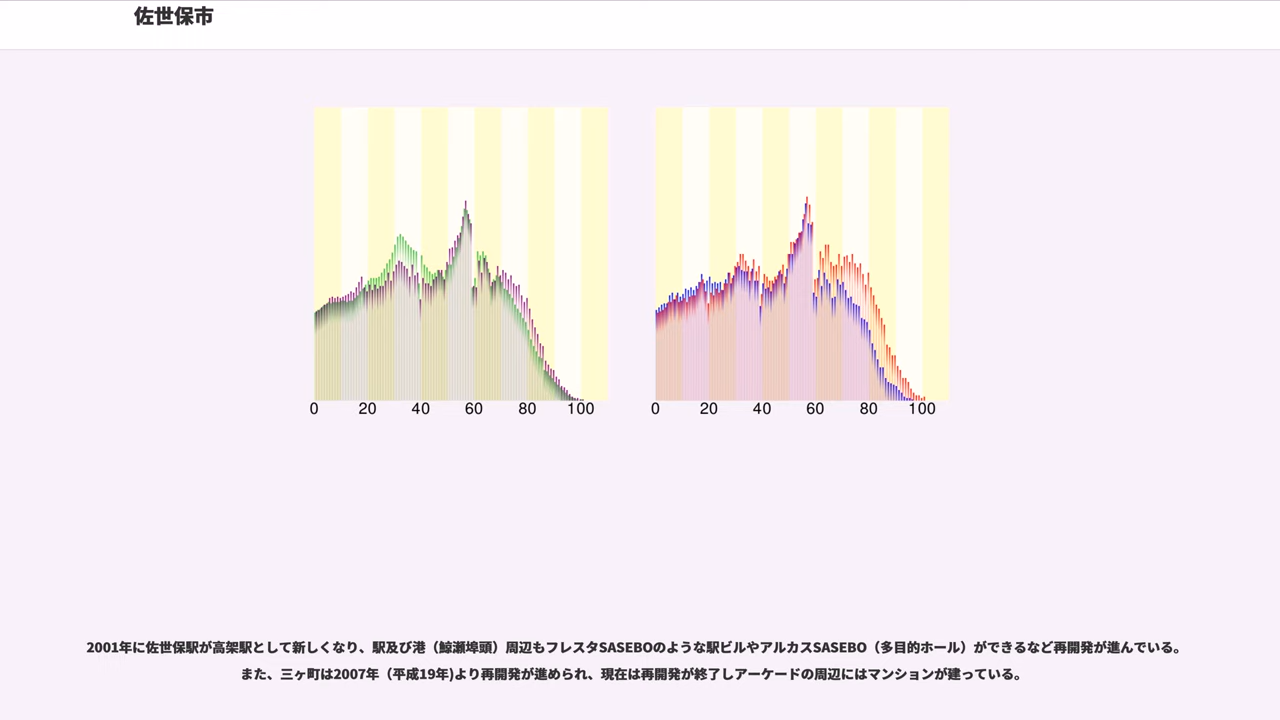 佐世保市
0 20 40 60 80 100
0 20 40 60 80 100
2001年に佐世保駅が高架駅として新しくなり、駅及び港（鯨瀬埠頭）周辺もフレスタSASEBOのような駅ビルやアルカスSASEBO（多目的ホール）ができるなど再開発が進んでいる。
また、三ヶ町は2007年（平成19年)より再開発が進められ、現在は再開発が終了しアーケードの周辺にはマンションが建っている。